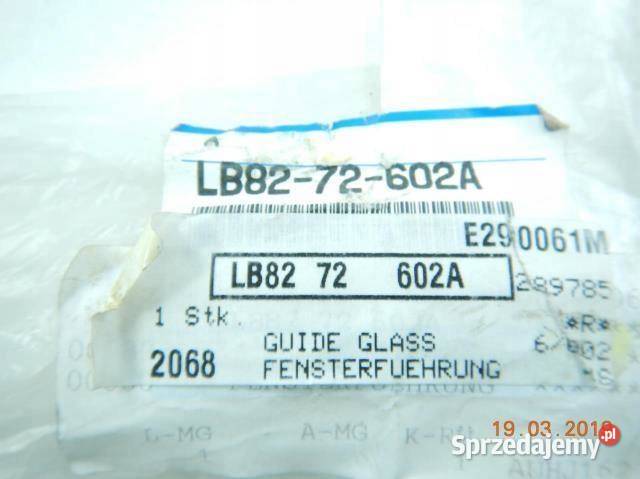 LB82-72-602A
E290061M
LB82 72 602A
289785
1 Stk.
*R*
GUIDE GLASS
2068 FENSTERFUEHRUNG
L-MG A-MG
19.03.2018
Sprzedajemy.pl